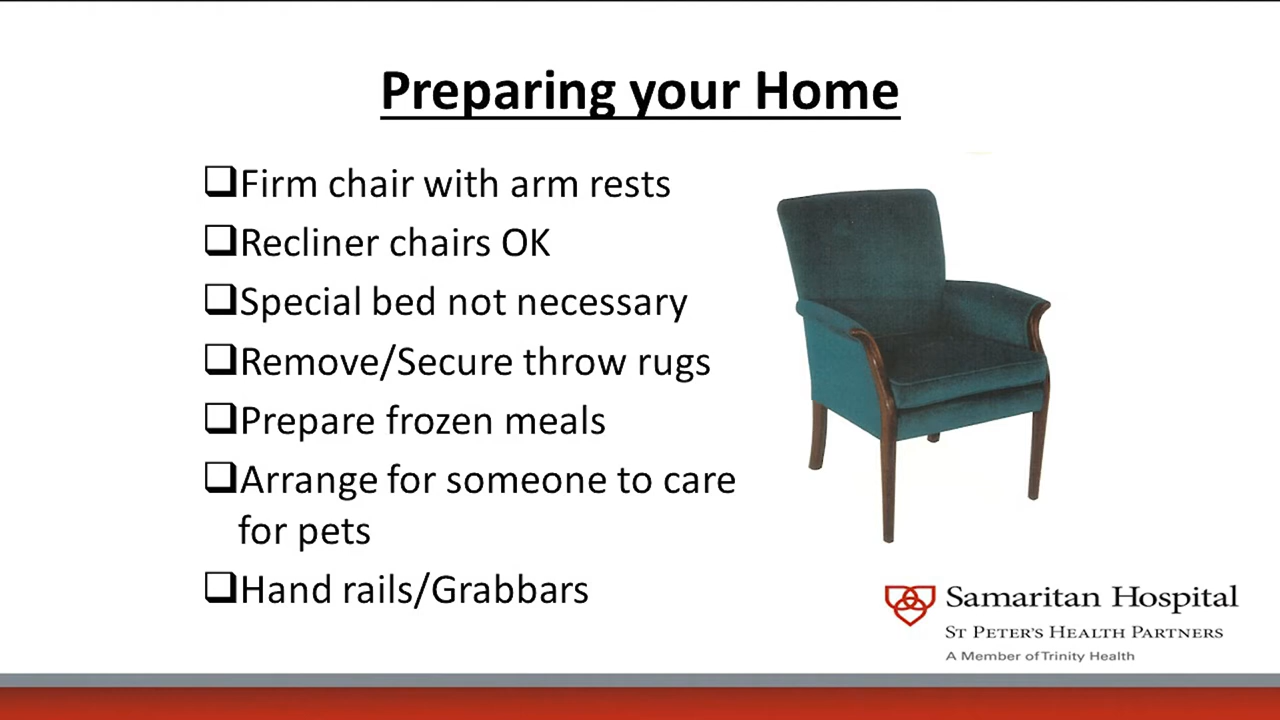 Preparing your Home
❑Firm chair with arm rests
❑Recliner chairs OK
❑Special bed not necessary
❑Remove/Secure throw rugs
❑Prepare frozen meals
❑Arrange for someone to care
for pets
❑Hand rails/Grabbars
Samaritan Hospital
ST PETER'S HEALTH PARTNERS
A Member of Trinity Health